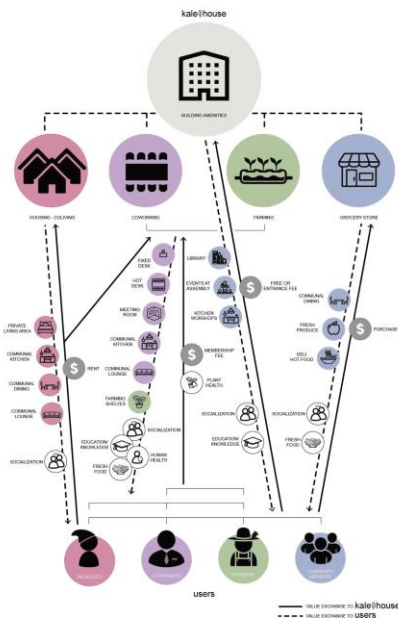 kale@house
BUILDING AMENITIES
HOUSING - COLIVING
COWORKING
FARMING
GROCERY STORE
FIXED
DESK
HOT
DESK
MEETING
ROOM
COMMUNAL
KITCHEN
COMMUNAL
LOUNGE
FARMING
SHELVES
LIBRARY
EVENTS AT
ASSEMBLY
KITCHEN
WORSHOPS
$
FREE OR
ENTRANCE FEE
COMMUNAL
DINING
FRESH
PRODUCE
DELI
HOT FOOD
$
PURCHASE
PRIVATE
LIVING AREA
COMMUNAL
KITCHEN
COMMUNAL
DINING
COMMUNAL
LOUNGE
$
RENT
$
MEMBERSHIP
FEE
PLANT
HEALTH
SOCIALIZATION
SOCIALIZATION
EDUCATION/
KNOWLEDGE
HUMAN
HEALTH
FRESH
FOOD
SOCIALIZATION
EDUCATION/
KNOWLEDGE
SOCIALIZATION
FRESH
FOOD
users
VALUE EXCHANGE TO kale@house
VALUE EXCHANGE TO users